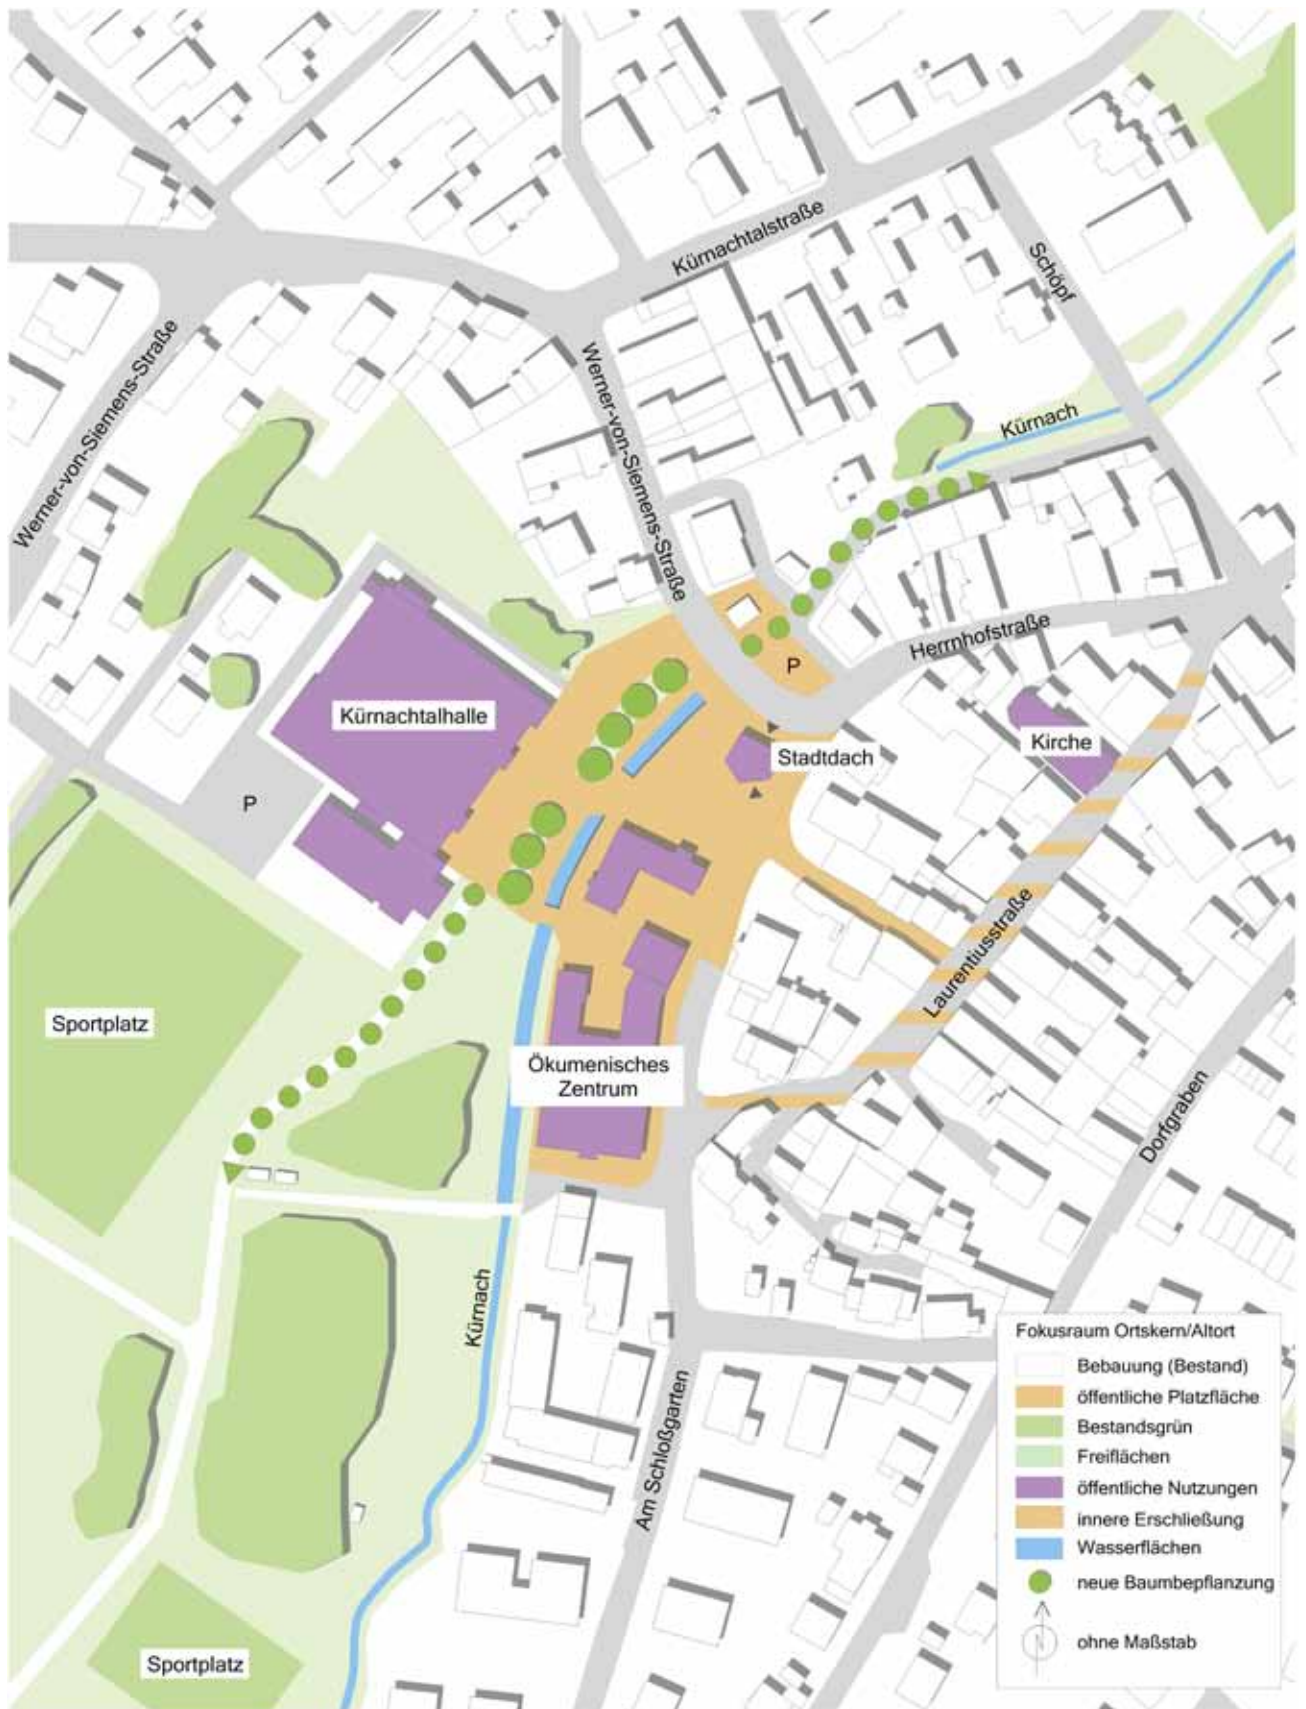 Kürnachtalstraße
Schöpf
Werner-von-Siemens-Straße
Werner-von-Siemens-Straße
Kürnach
Herrnhofstraße
P
Kürnachtalhalle
Kirche
Stadtdach
P
Laurentiusstraße
Sportplatz
Ökumenisches
Zentrum
Dorfgraben
Kürnach
Am Schloßgarten
Sportplatz
Fokusraum Ortskern/Altort
Bebauung (Bestand)
öffentliche Platzfläche
Bestandsgrün
Freiflächen
öffentliche Nutzungen
innere Erschließung
Wasserflächen
neue Baumbepflanzung
N
ohne Maßstab